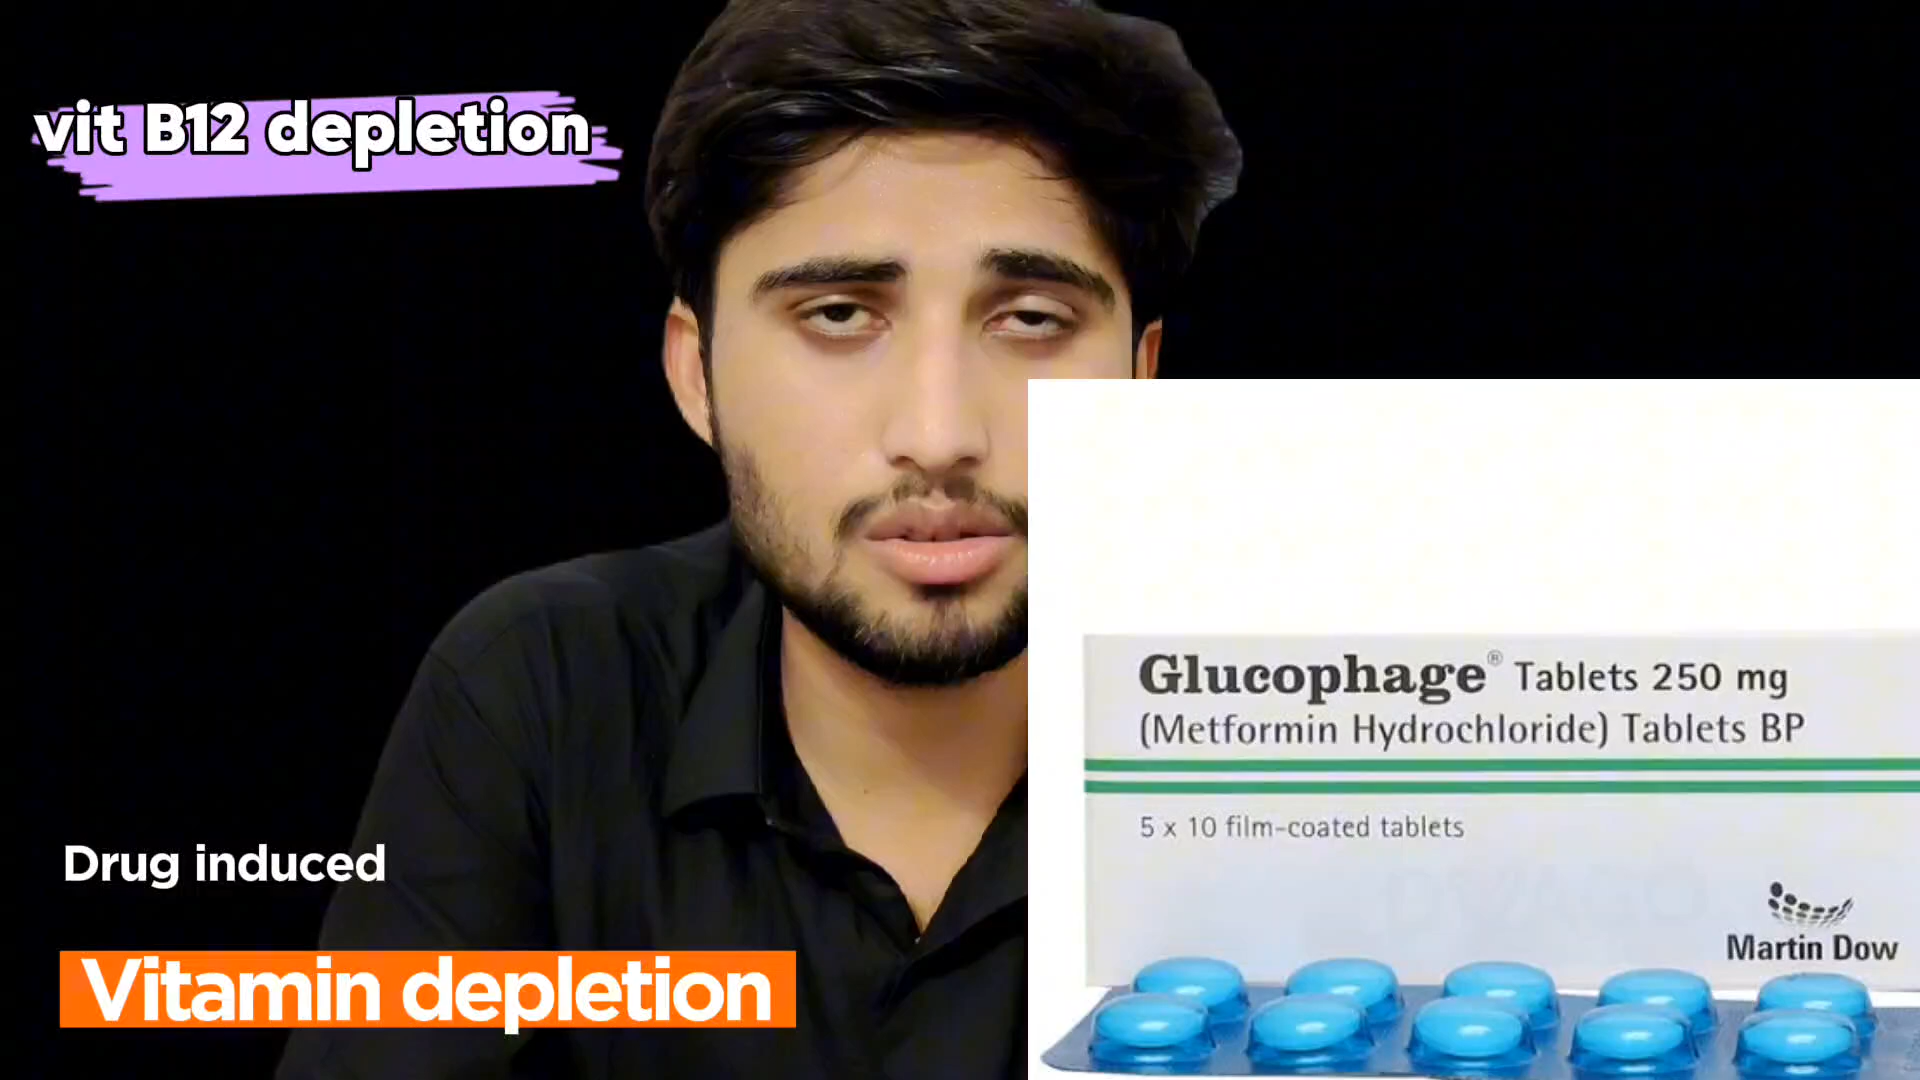 vit B12 depletion
Glucophage® Tablets 250 mg
(Metformin Hydrochloride) Tablets BP
5 x 10 film-coated tablets
Martin Dow
Drug induced
Vitamin depletion